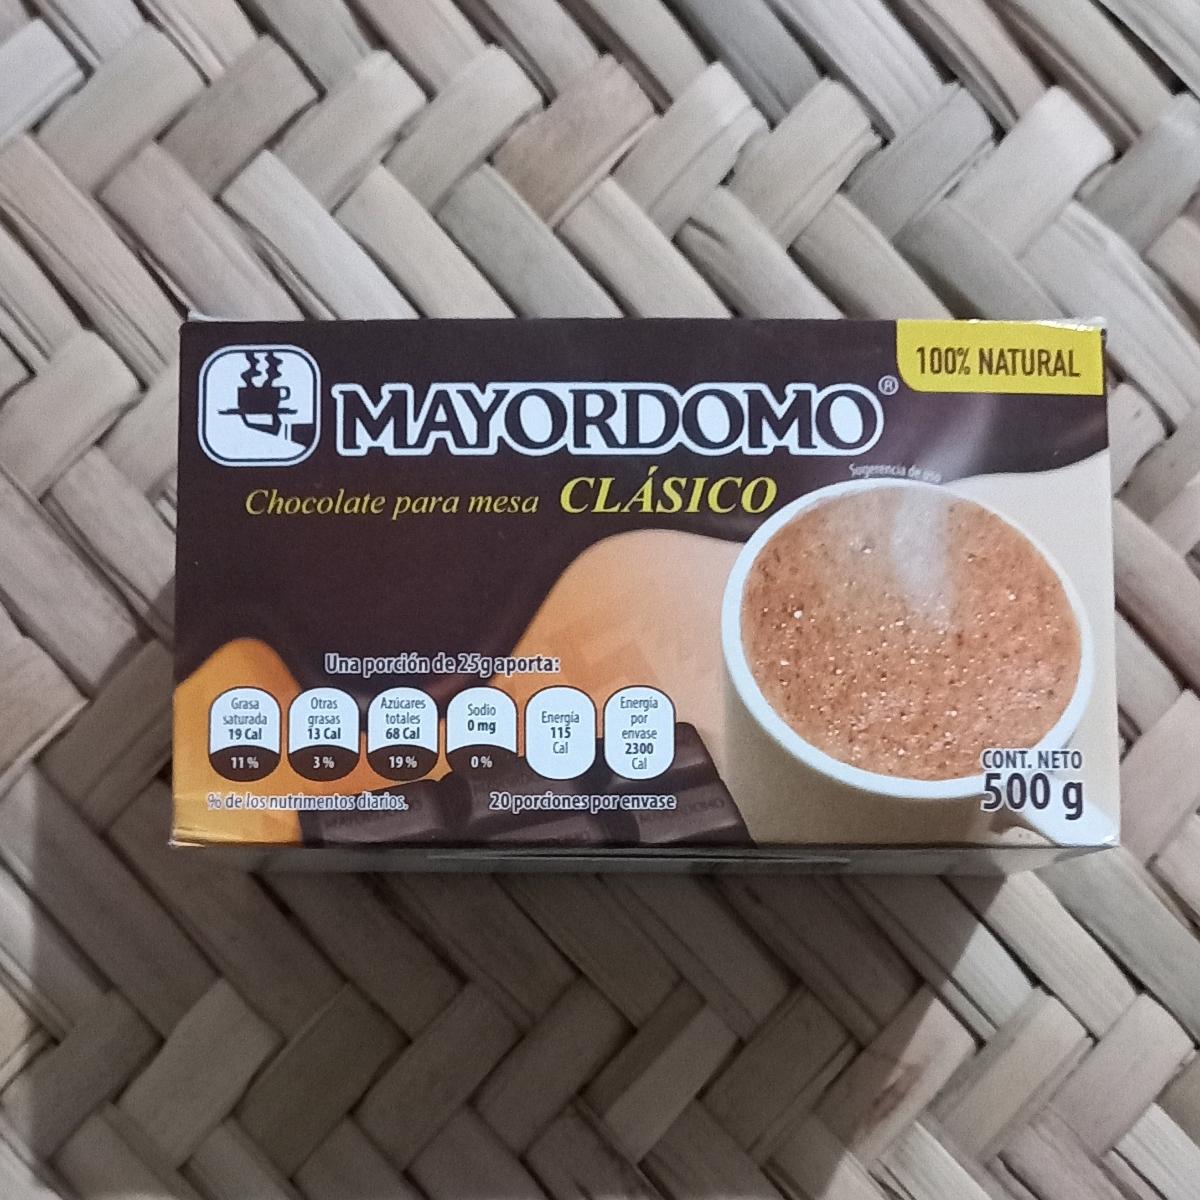 100% NATURAL
MAYORDOMO®
Sugerencia de uso
Chocolate para mesa CLÁSICO
Una porción de 25g aporta:
Grasa
saturada
19 Cal
11%
Otras
grasas
13 Cal
3%
Azúcares
totales
68 Cal
19%
Sodio
0 mg
0%
Energía
115
Cal
Energía
por
envase
2300
Cal
% de los nutrimentos diarios.
20 porciones por envase
CONT. NETO
500 g
MAYORDOMO
MAYORDOMO